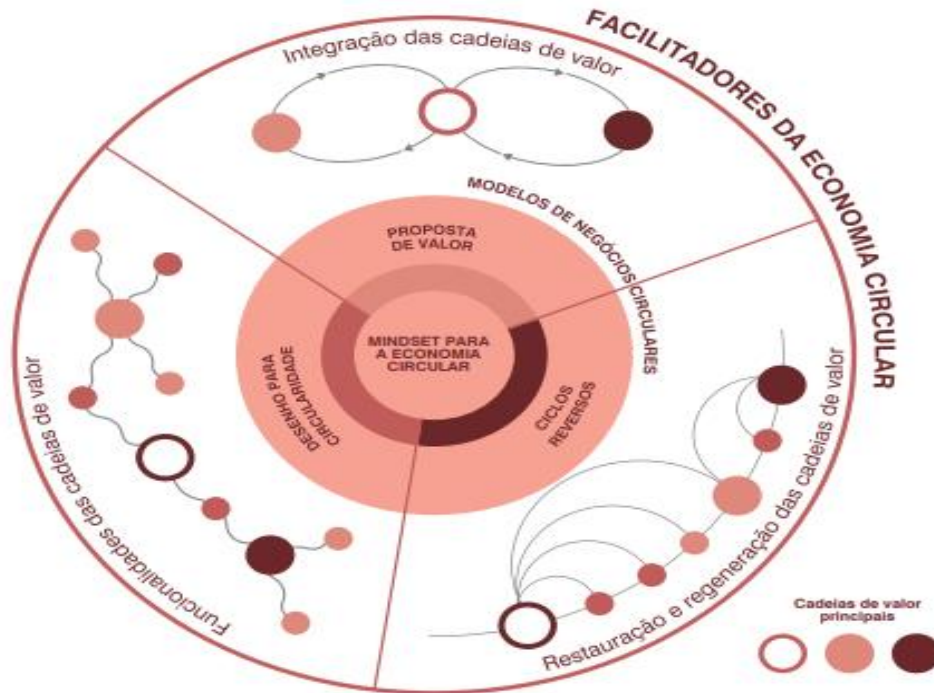 FACILITADORES DA ECONOMIA CIRCULAR
Integração das cadeias de valor
MODELOS DE NEGÓCIOS CIRCULARES
PROPOSTA
DE VALOR
MINDSET PARA
A ECONOMIA
CIRCULAR
DESENHO PARA
CIRCULARIDADE
CICLOS
REVERSOS
Funcionalidades das cadeias de valor
Restauração e regeneração das cadeias de valor
Cadeias de valor
principais